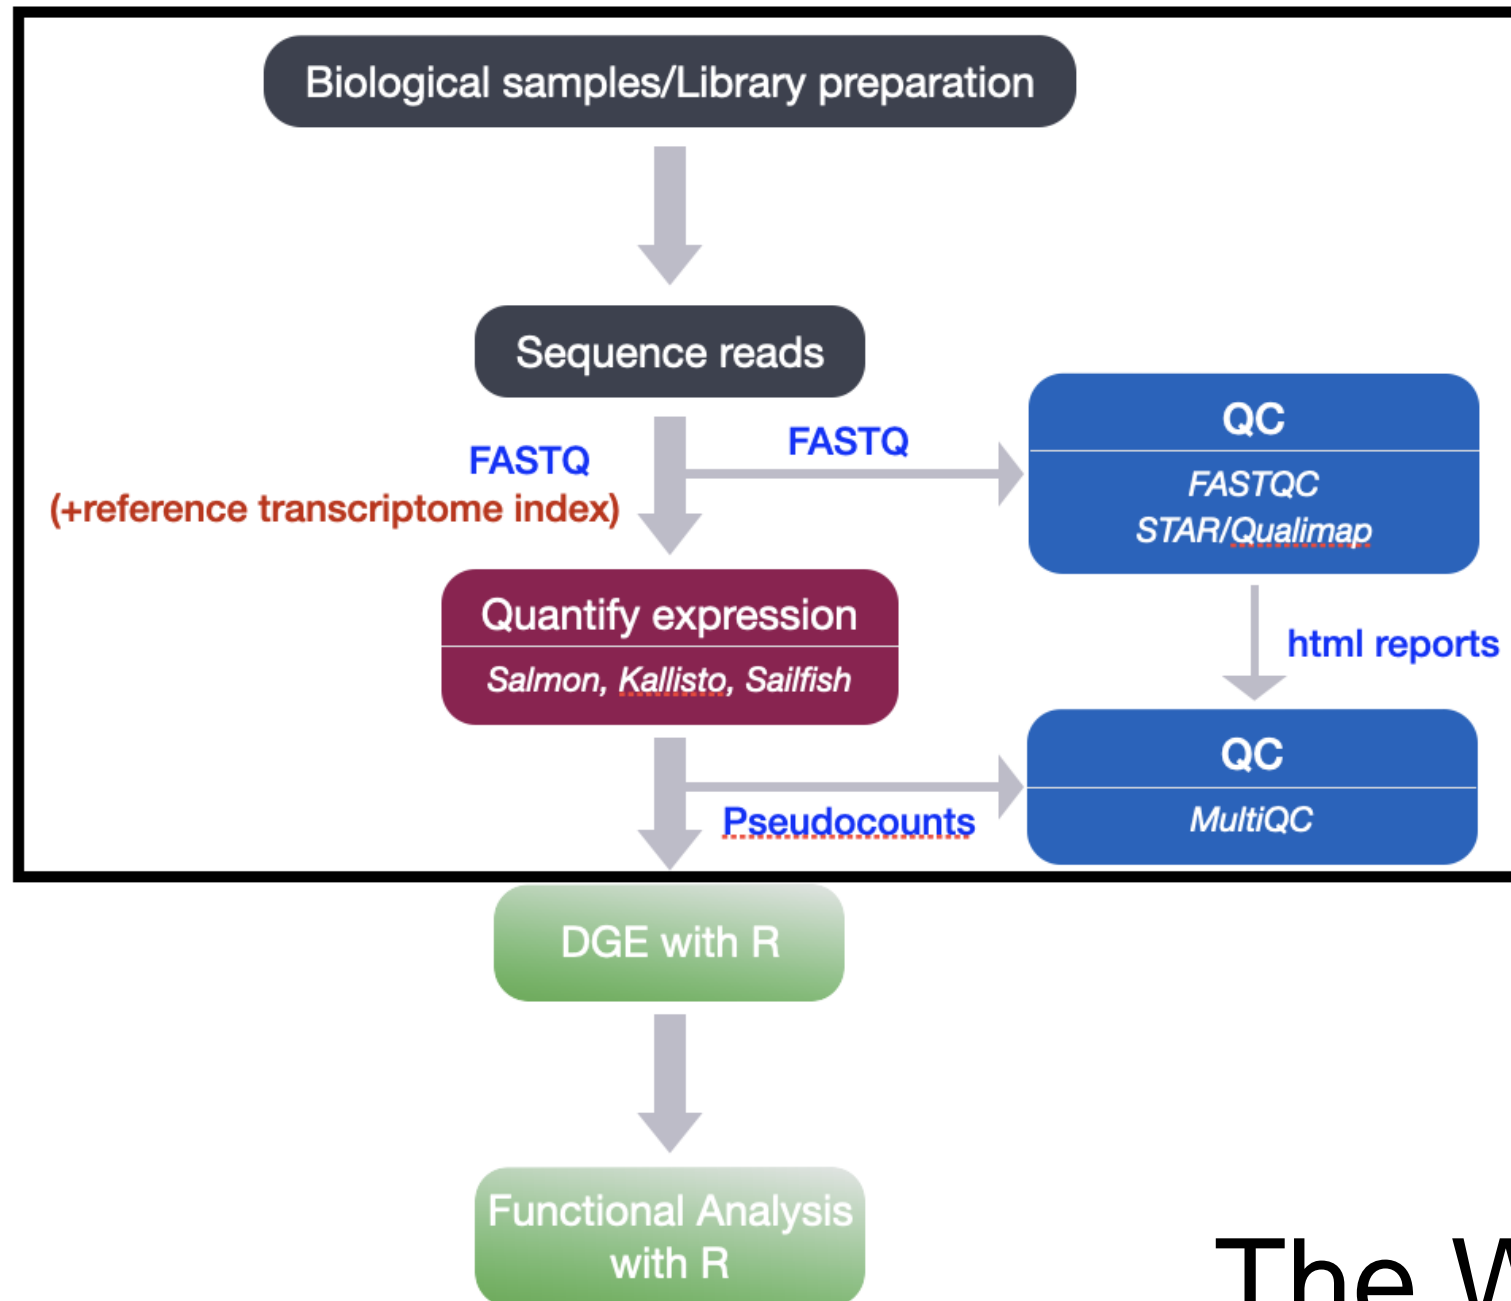 Biological samples/Library preparation
Sequence reads
FASTQ
(+reference transcriptome index)
FASTQ
QC
FASTQC
STAR/Qualimap
Quantify expression
Salmon, Kallisto, Sailfish
html reports
Pseudocounts
QC
MultiQC
DGE with R
Functional Analysis
with R
The